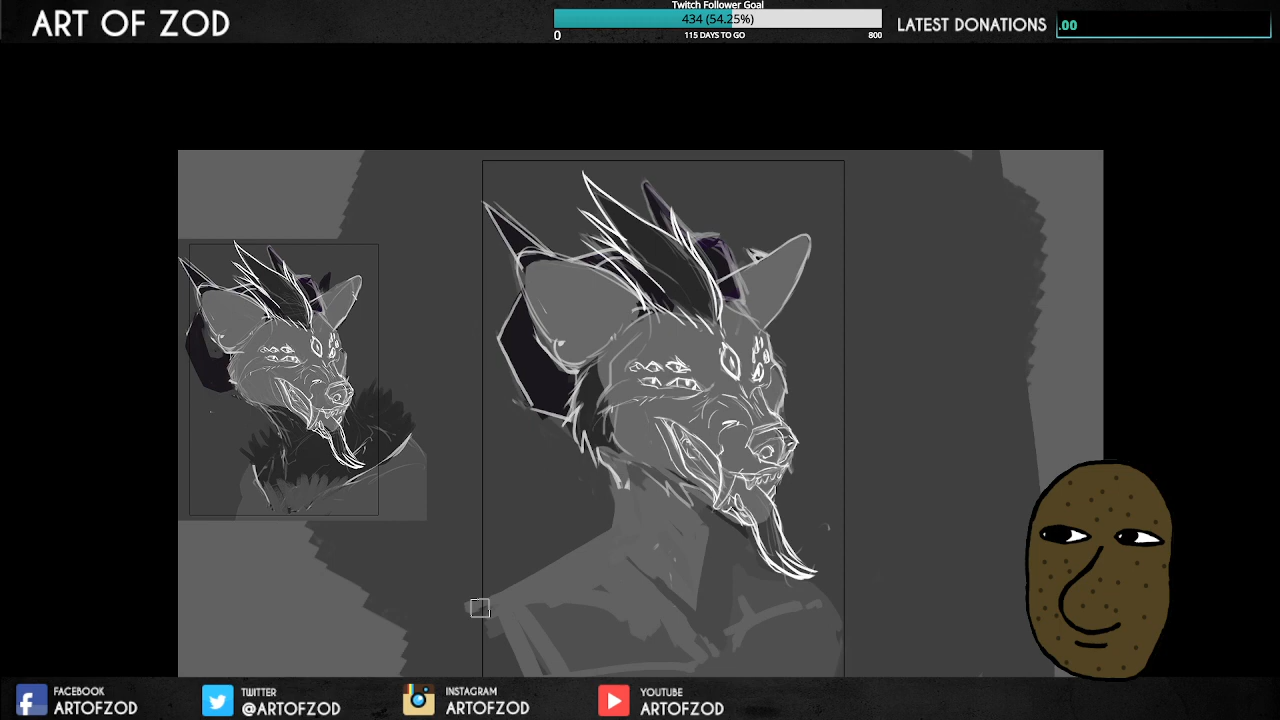 ART OF ZOD
Twitch Follower Goal
434 (54.25%)
0
115 DAYS TO GO
800
LATEST DONATIONS
.00
FACEBOOK
ARTOFZOD
TWITTER
@ARTOFZOD
INSTAGRAM
ARTOFZOD
YOUTUBE
ARTOFZOD